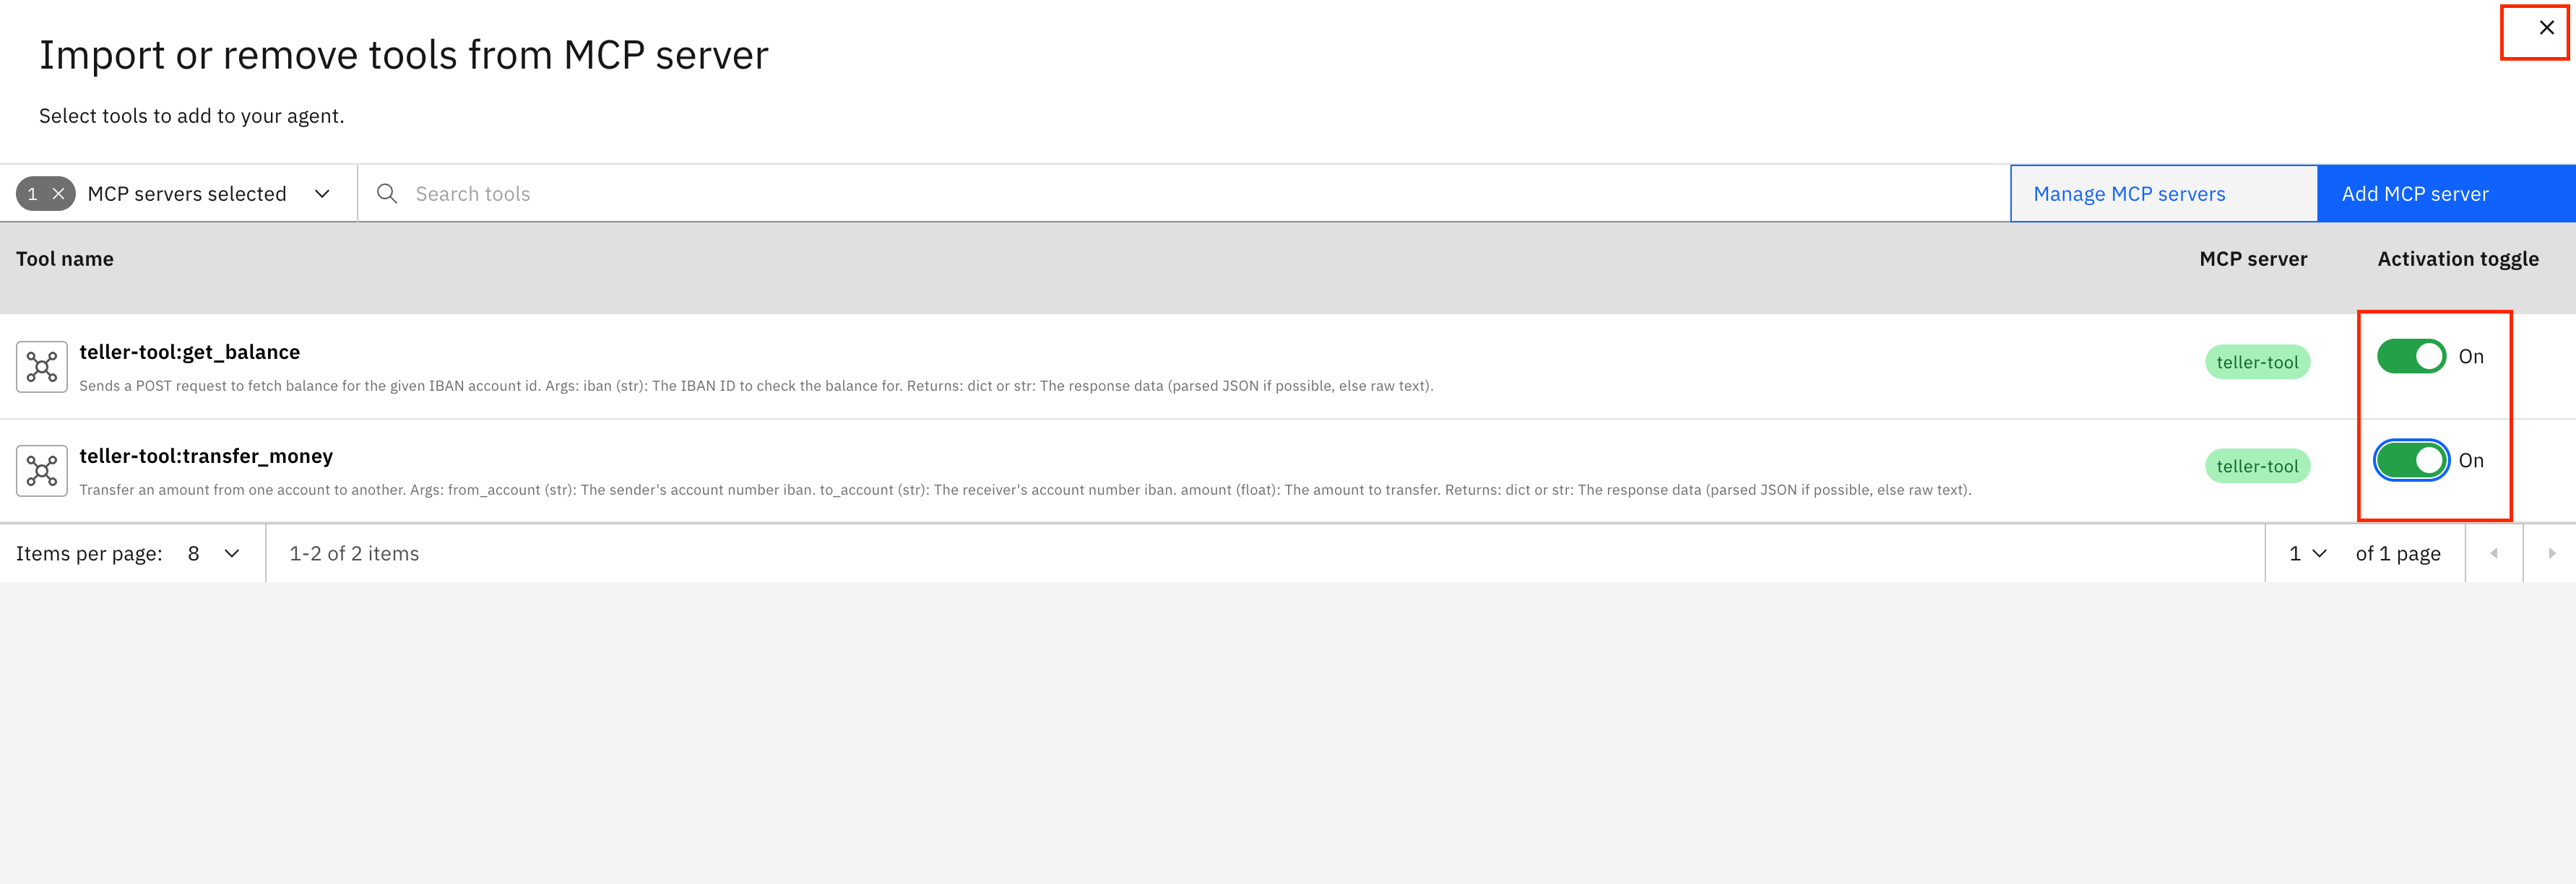 Import or remove tools from MCP server
Select tools to add to your agent.
1 MCP servers selected Search tools Manage MCP servers Add MCP server
Tool name MCP server Activation toggle
teller-tool:get_balance
Sends a POST request to fetch balance for the given IBAN account id. Args: iban (str): The IBAN ID to check the balance for. Returns: dict or str: The response data (parsed JSON if possible, else raw text).
teller-tool On
teller-tool:transfer_money
Transfer an amount from one account to another. Args: from_account (str): The sender's account number iban. to_account (str): The receiver's account number iban. amount (float): The amount to transfer. Returns: dict or str: The response data (parsed JSON if possible, else raw text).
teller-tool On
Items per page: 8 1-2 of 2 items 1 of 1 page